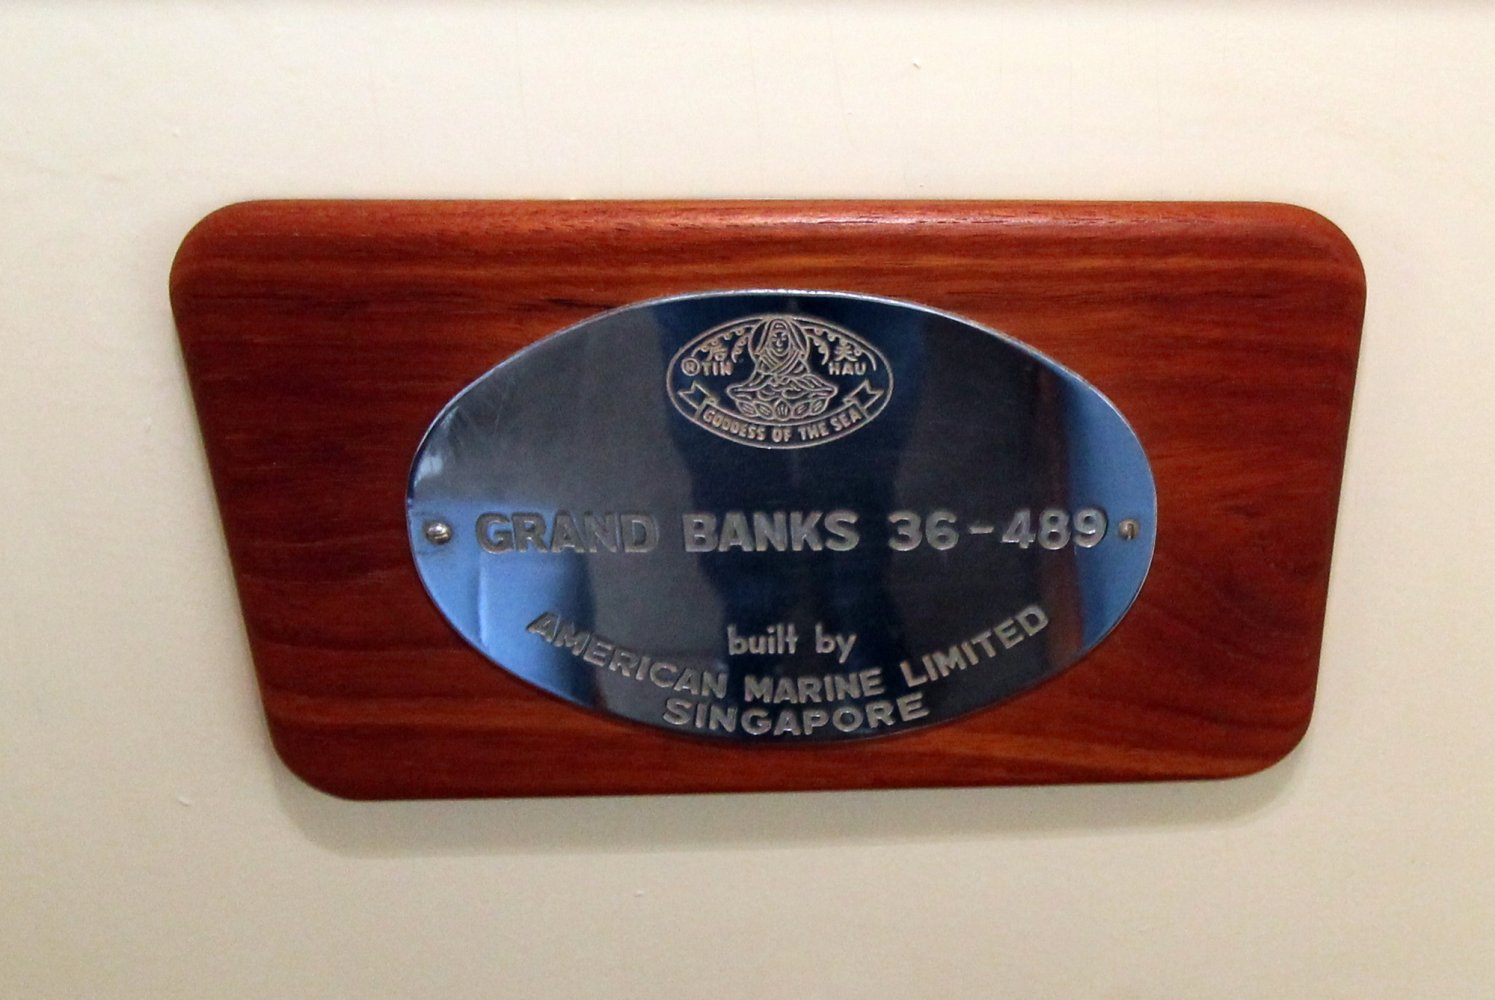 ® TIN HAU
GODDESS OF THE SEA
GRAND BANKS 36-489
built by
AMERICAN MARINE LIMITED
SINGAPORE